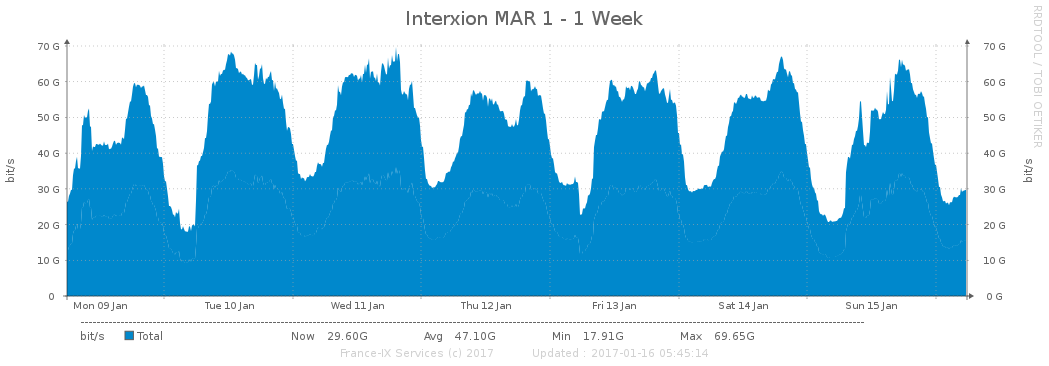 Interxion MAR 1 - 1 Week
RRDTOOL / TOBI OETIKER
70 G
70 G
60 G
60 G
50 G
50 G
40 G
40 G
30 G
30 G
20 G
20 G
10 G
10 G
0
0 G
bit/s
bit/s
Mon 09 Jan Tue 10 Jan Wed 11 Jan Thu 12 Jan Fri 13 Jan Sat 14 Jan Sun 15 Jan
bit/s Total Now 29.60G Avg 47.10G Min 17.91G Max 69.65G
France-IX Services (c) 2017 Updated : 2017-01-16 05:45:14